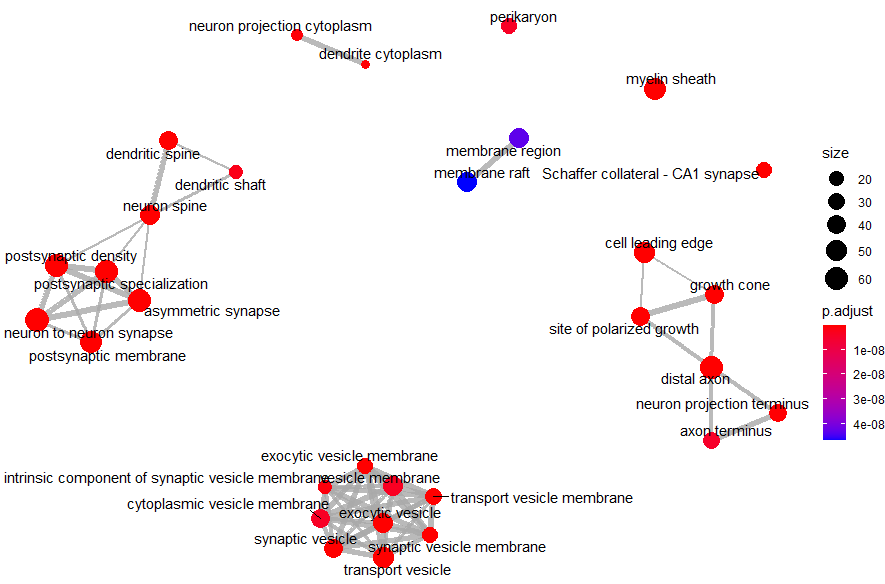 neuron projection cytoplasm
dendrite cytoplasm
perikaryon
myelin sheath
dendritic spine
dendritic shaft
neuron spine
membrane region
membrane raft
Schaffer collateral - CA1 synapse
postsynaptic density
postsynaptic specialization
asymmetric synapse
neuron to neuron synapse
postsynaptic membrane
cell leading edge
growth cone
site of polarized growth
distal axon
neuron projection terminus
axon terminus
exocytic vesicle membrane
intrinsic component of synaptic vesicle membrane
vesicle membrane
cytoplasmic vesicle membrane
transport vesicle membrane
exocytic vesicle
synaptic vesicle
synaptic vesicle membrane
transport vesicle
size
20
30
40
50
60
p.adjust
1e-08
2e-08
3e-08
4e-08